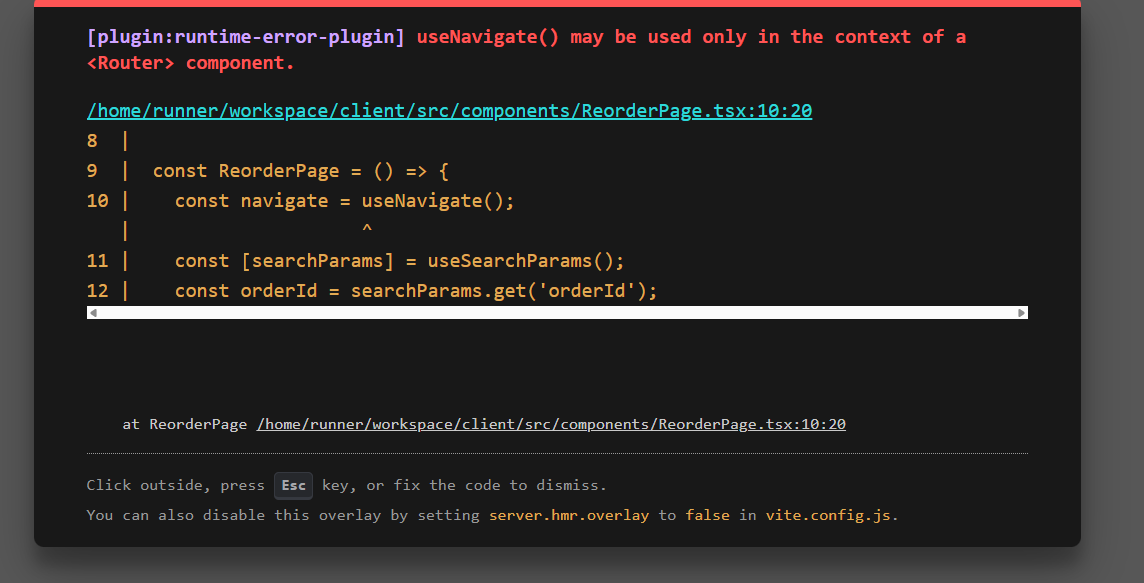 [plugin:runtime-error-plugin] useNavigate() may be used only in the context of a
<Router> component.
/home/runner/workspace/client/src/components/ReorderPage.tsx:10:20
8  |
9  |  const ReorderPage = () => {
10 |    const navigate = useNavigate();
   |                     ^
11 |    const [searchParams] = useSearchParams();
12 |    const orderId = searchParams.get('orderId');
at ReorderPage /home/runner/workspace/client/src/components/ReorderPage.tsx:10:20
Click outside, press Esc key, or fix the code to dismiss.
You can also disable this overlay by setting server.hmr.overlay to false in vite.config.js.